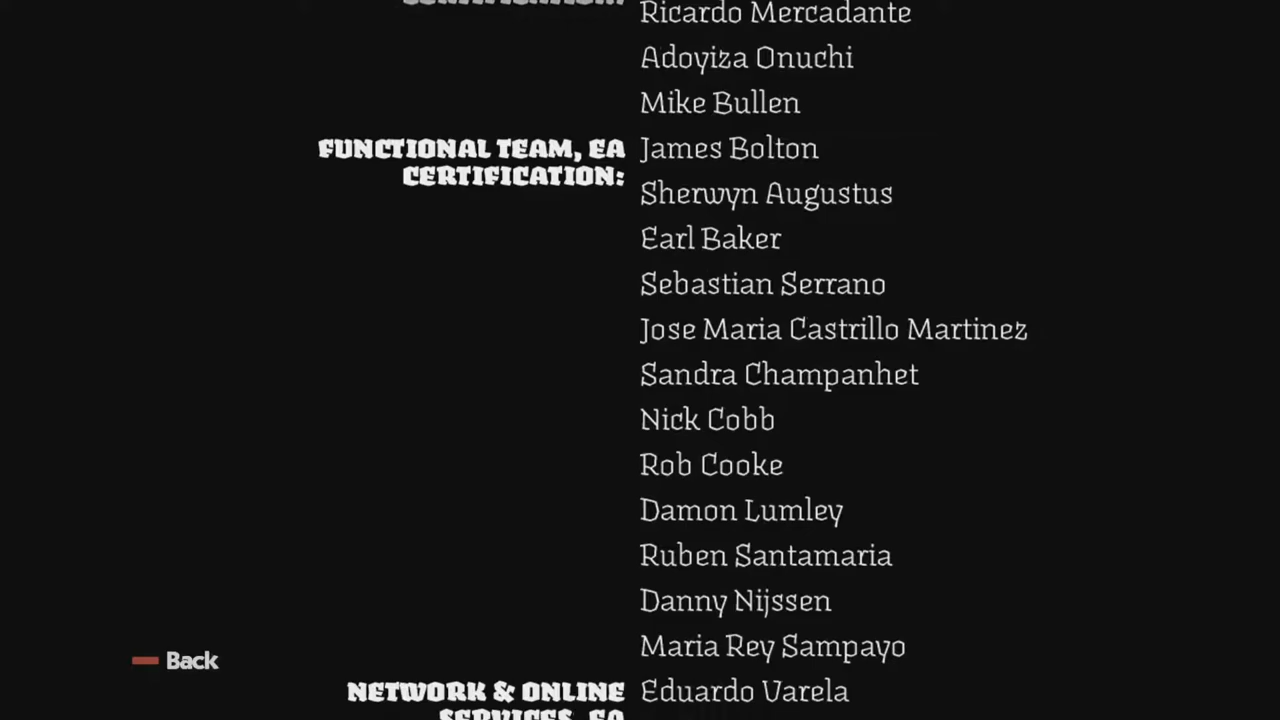 Ricardo Mercadante
Adoyiza Onuchi
Mike Bullen
FUNCTIONAL TEAM, EA James Bolton
CERTIFICATION:
Sherwyn Augustus
Earl Baker
Sebastian Serrano
Jose Maria Castrillo Martinez
Sandra Champanhet
Nick Cobb
Rob Cooke
Damon Lumley
Ruben Santamaria
Danny Nijssen
Maria Rey Sampayo
Back
NETWORK & ONLINE Eduardo Varela
SERVICES, EA